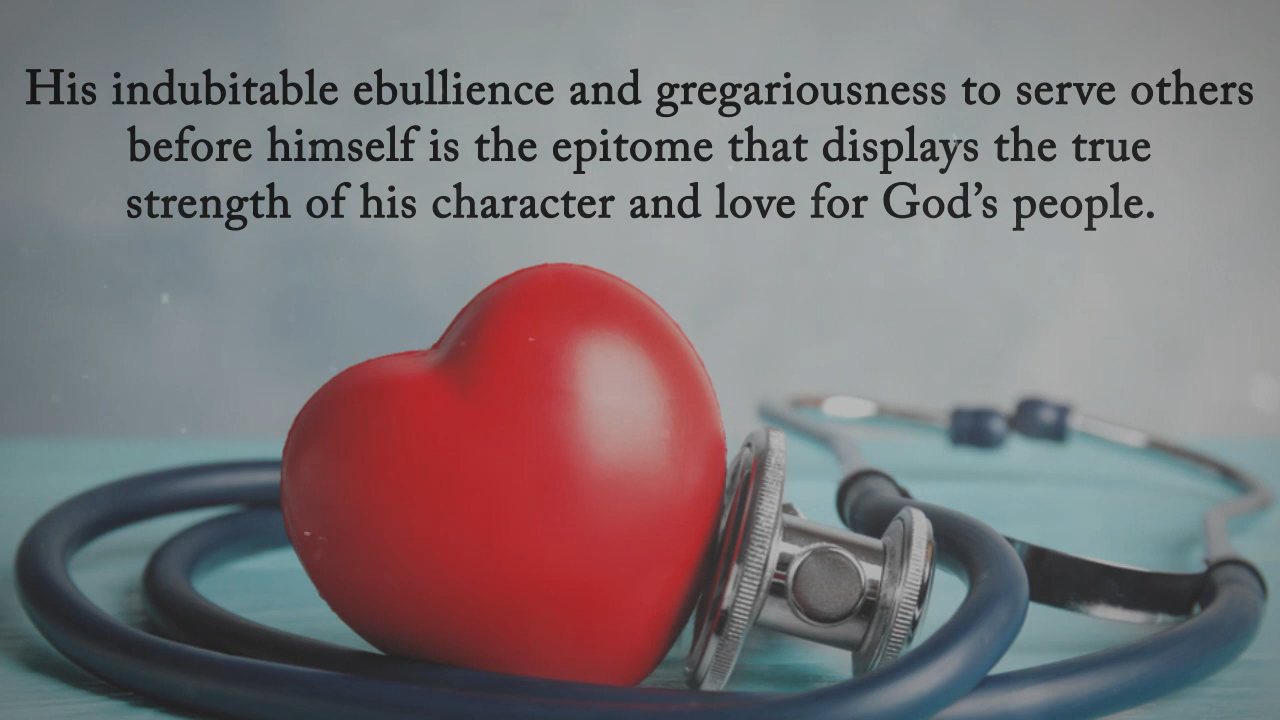 His indubitable ebullience and gregariousness to serve others
before himself is the epitome that displays the true
strength of his character and love for God’s people.